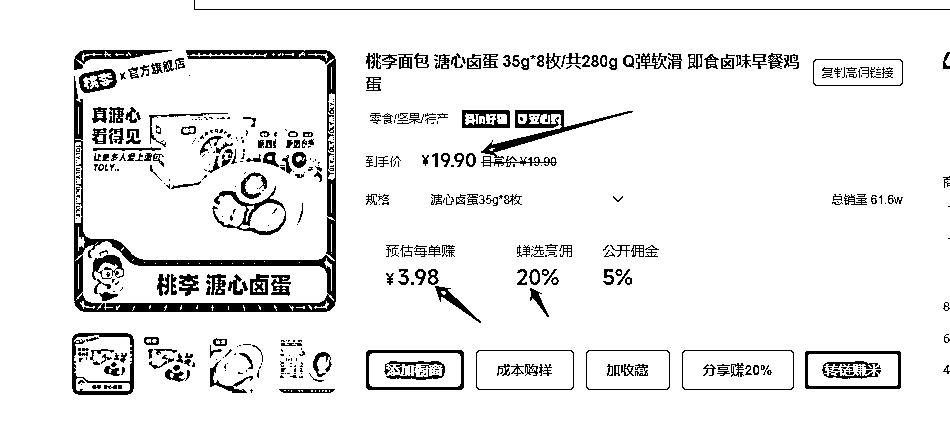 桃李面包 溏心卤蛋 35g*8枚/共280g Q弹软滑 即食卤味早餐鸡
蛋
复制高佣链接
桃李 x 官方旗舰店
真溏心
看得见
让更多人爱上面包
TOLY..
桃李 溏心卤蛋
零食/坚果/特产
到手价 ¥19.90 日常价 ¥19.90
规格 溏心卤蛋35g*8枚 总销量 61.6w
预估每单赚 蝉选高佣 公开佣金
¥3.98 20% 5%
添加橱窗 成本购样 加收藏 分享赚20% 转链赚米